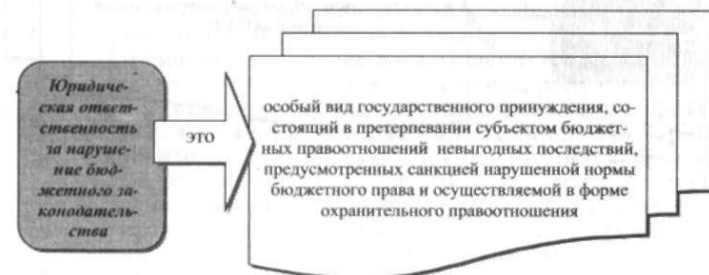 Юридиче-
ская ответ-
ственность
за наруше-
ние бюд-
жетного за-
конодатель-
ства
это
особый вид государственного принуждения, со-
стоящий в претерпевании субъектом бюджет-
ных правоотношений невыгодных последствий,
предусмотренных санкцией нарушенной нормы
бюджетного права и осуществляемой в форме
охранительного правоотношения